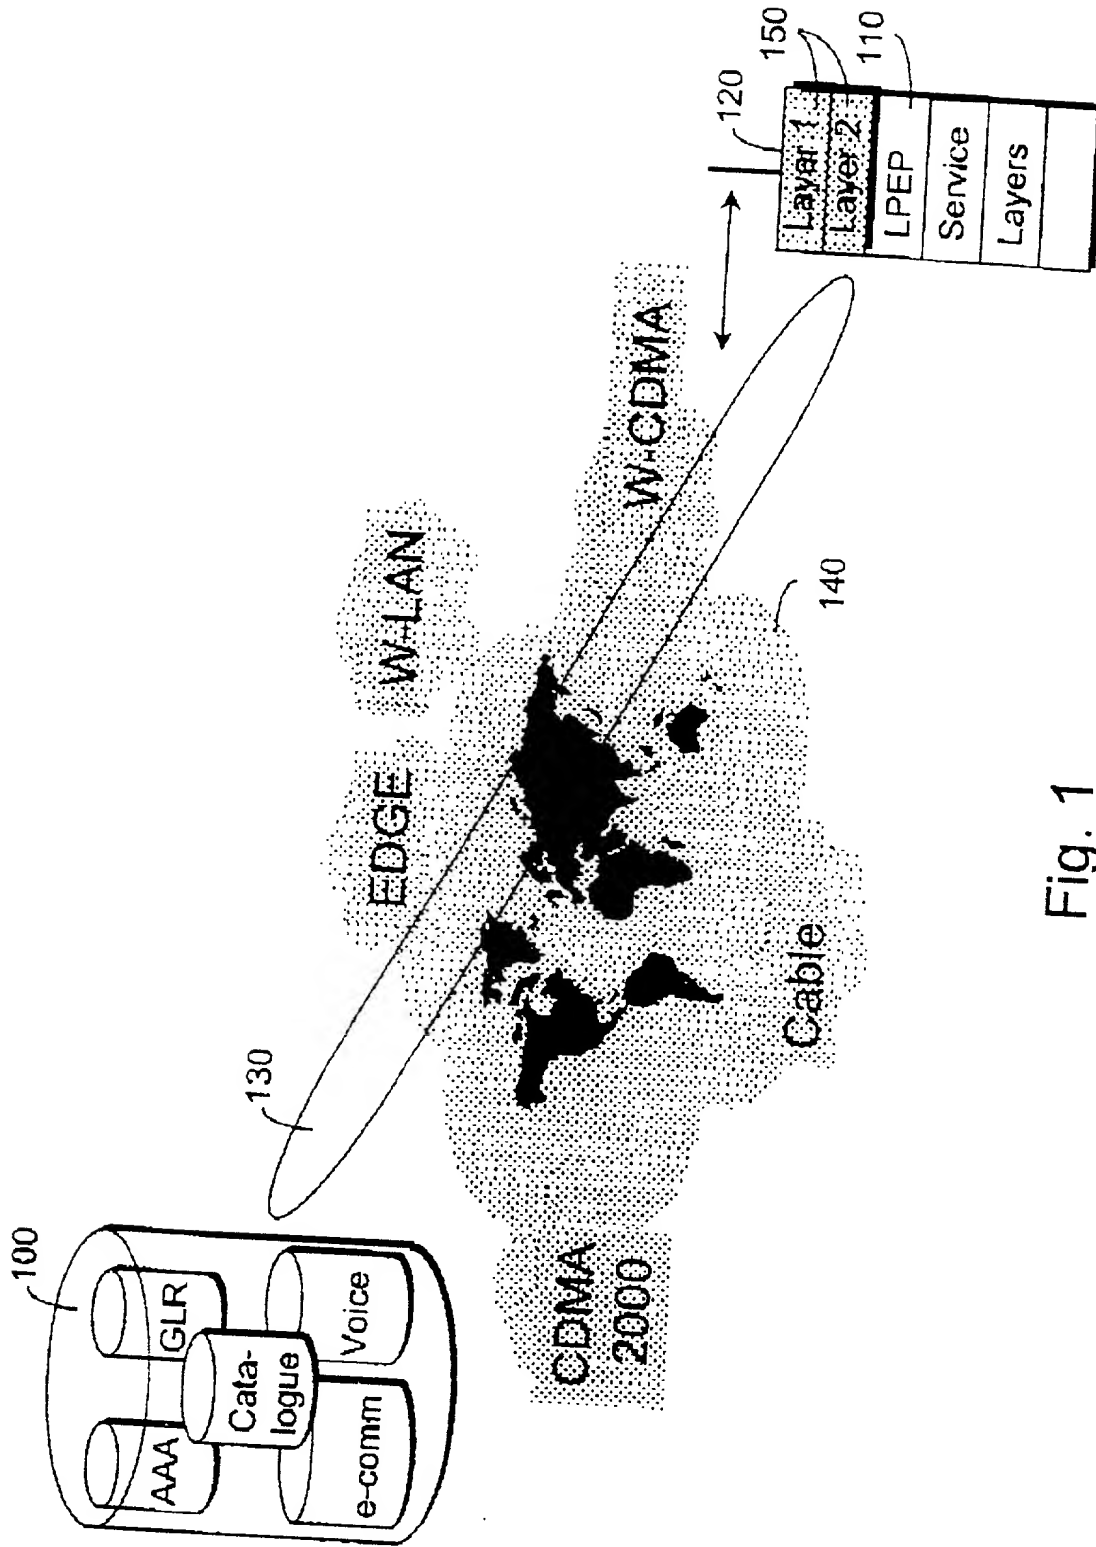 100
AAA
GLR
Cata-
logue
e-comm
Voice
130
EDGE
W-LAN
W-CDMA
CDMA
2000
Cable
140
120
150
110
Layer 1
Layer 2
LPEP
Service
Layers
Fig. 1